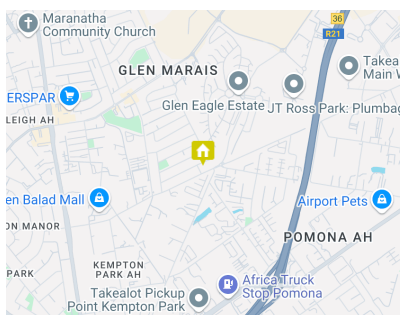 Maranatha
Community Church
36
R21
GLEN MARAIS
Takea
Main W
ERSPAR
Glen Eagle Estate
JT Ross Park: Plumbag
LEIGH AH
en Balad Mall
Airport Pets
ON MANOR
POMONA AH
KEMPTON
PARK AH
PARK
Africa Truck
Stop Pomona
Takealot Pickup
Point Kempton Park